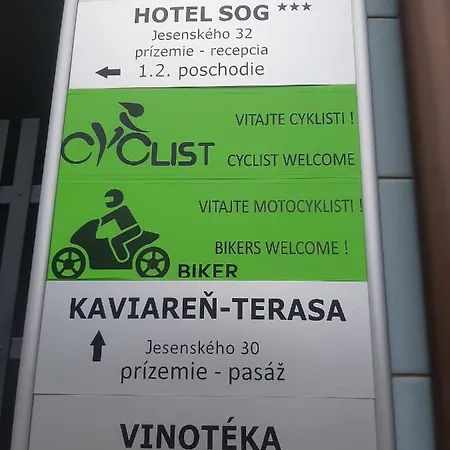 HOTEL SOG ***
Jesenského 32
prízemie - recepcia
1.2. poschodie
VITAJTE CYKLISTI !
CYCLIST
CYCLIST WELCOME
VITAJTE MOTOCYKLISTI !
BIKERS WELCOME !
BIKER
KAVIAREŇ-TERASA
Jesenského 30
prízemie - pasáž
VINOTÉKA